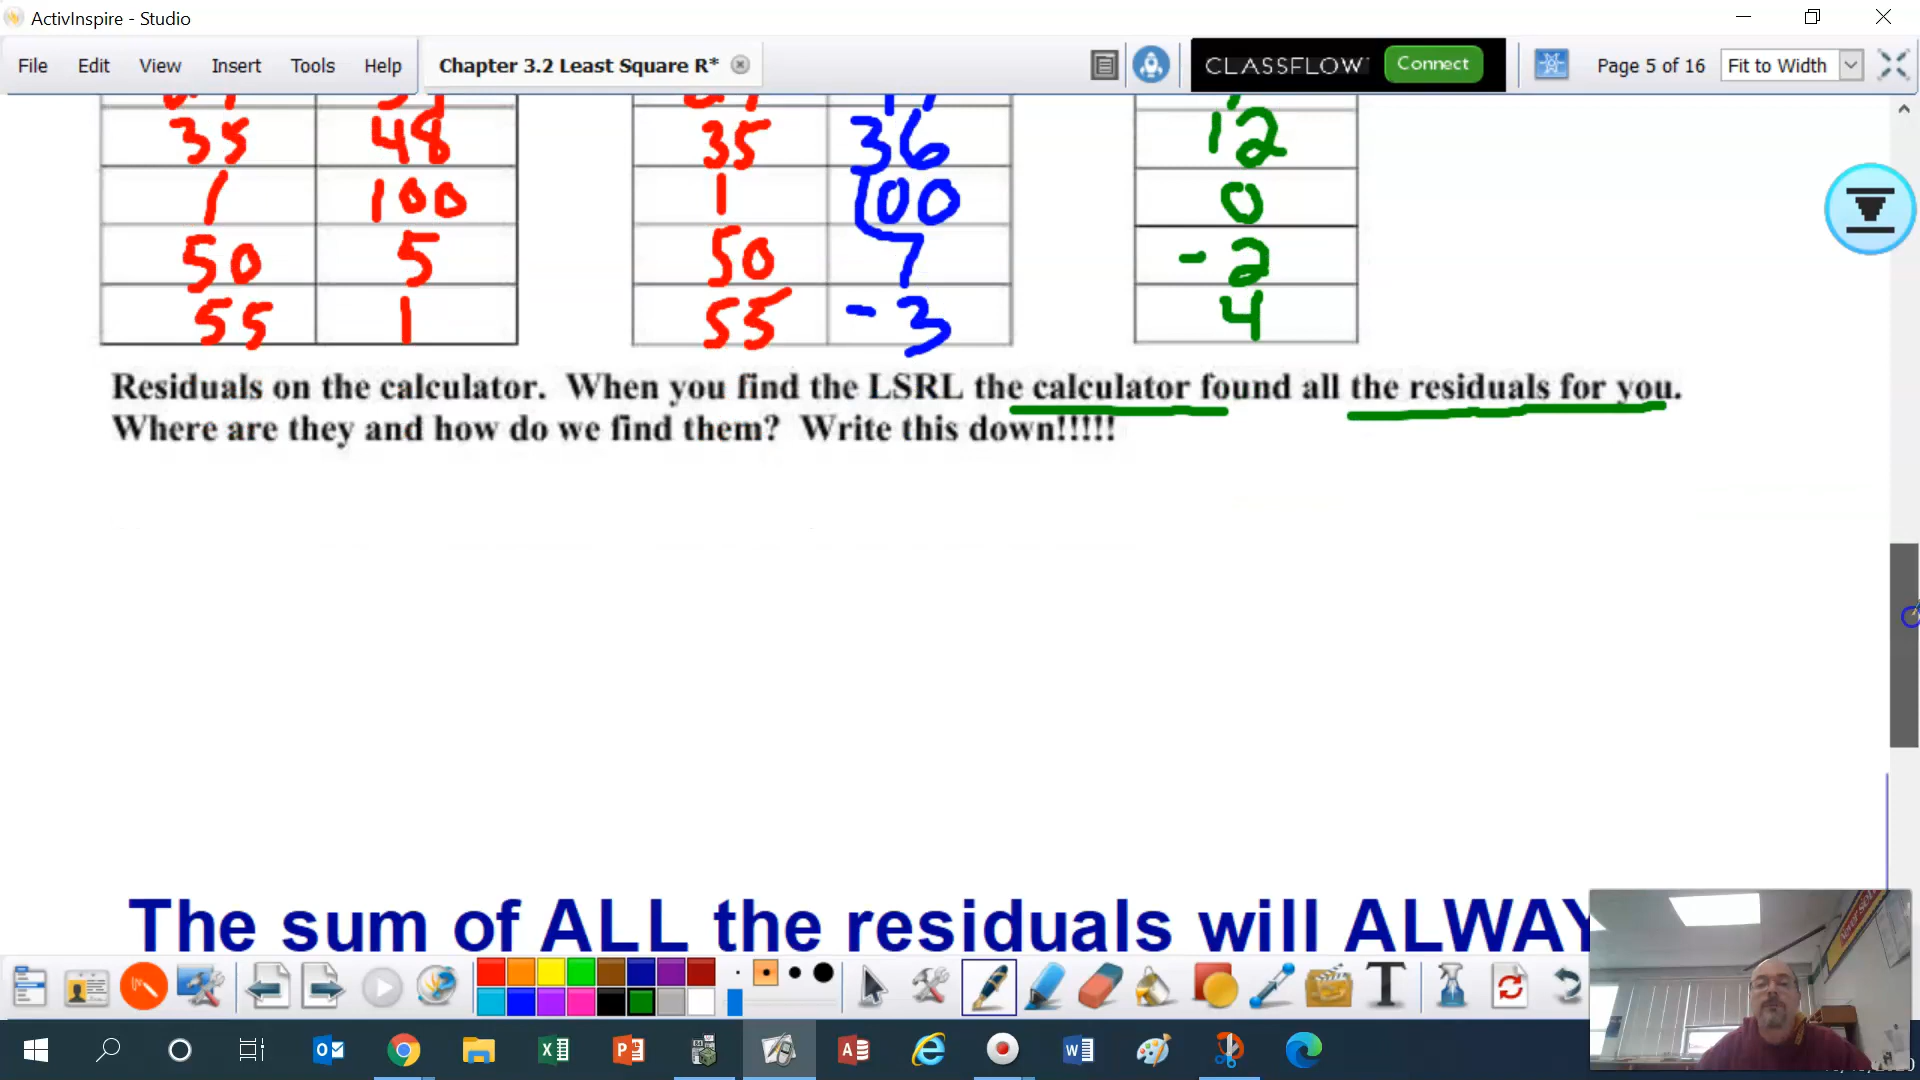 ActivInspire - Studio
File Edit View Insert Tools Help Chapter 3.2 Least Square R* CLASSFLOW Connect Page 5 of 16 Fit to Width
35 48 35 36 12
1 100 1 100 0
50 5 50 7 -2
55 1 55 -3 4
Residuals on the calculator. When you find the LSRL the calculator found all the residuals for you.
Where are they and how do we find them? Write this down!!!!!
The sum of ALL the residuals will ALWAY